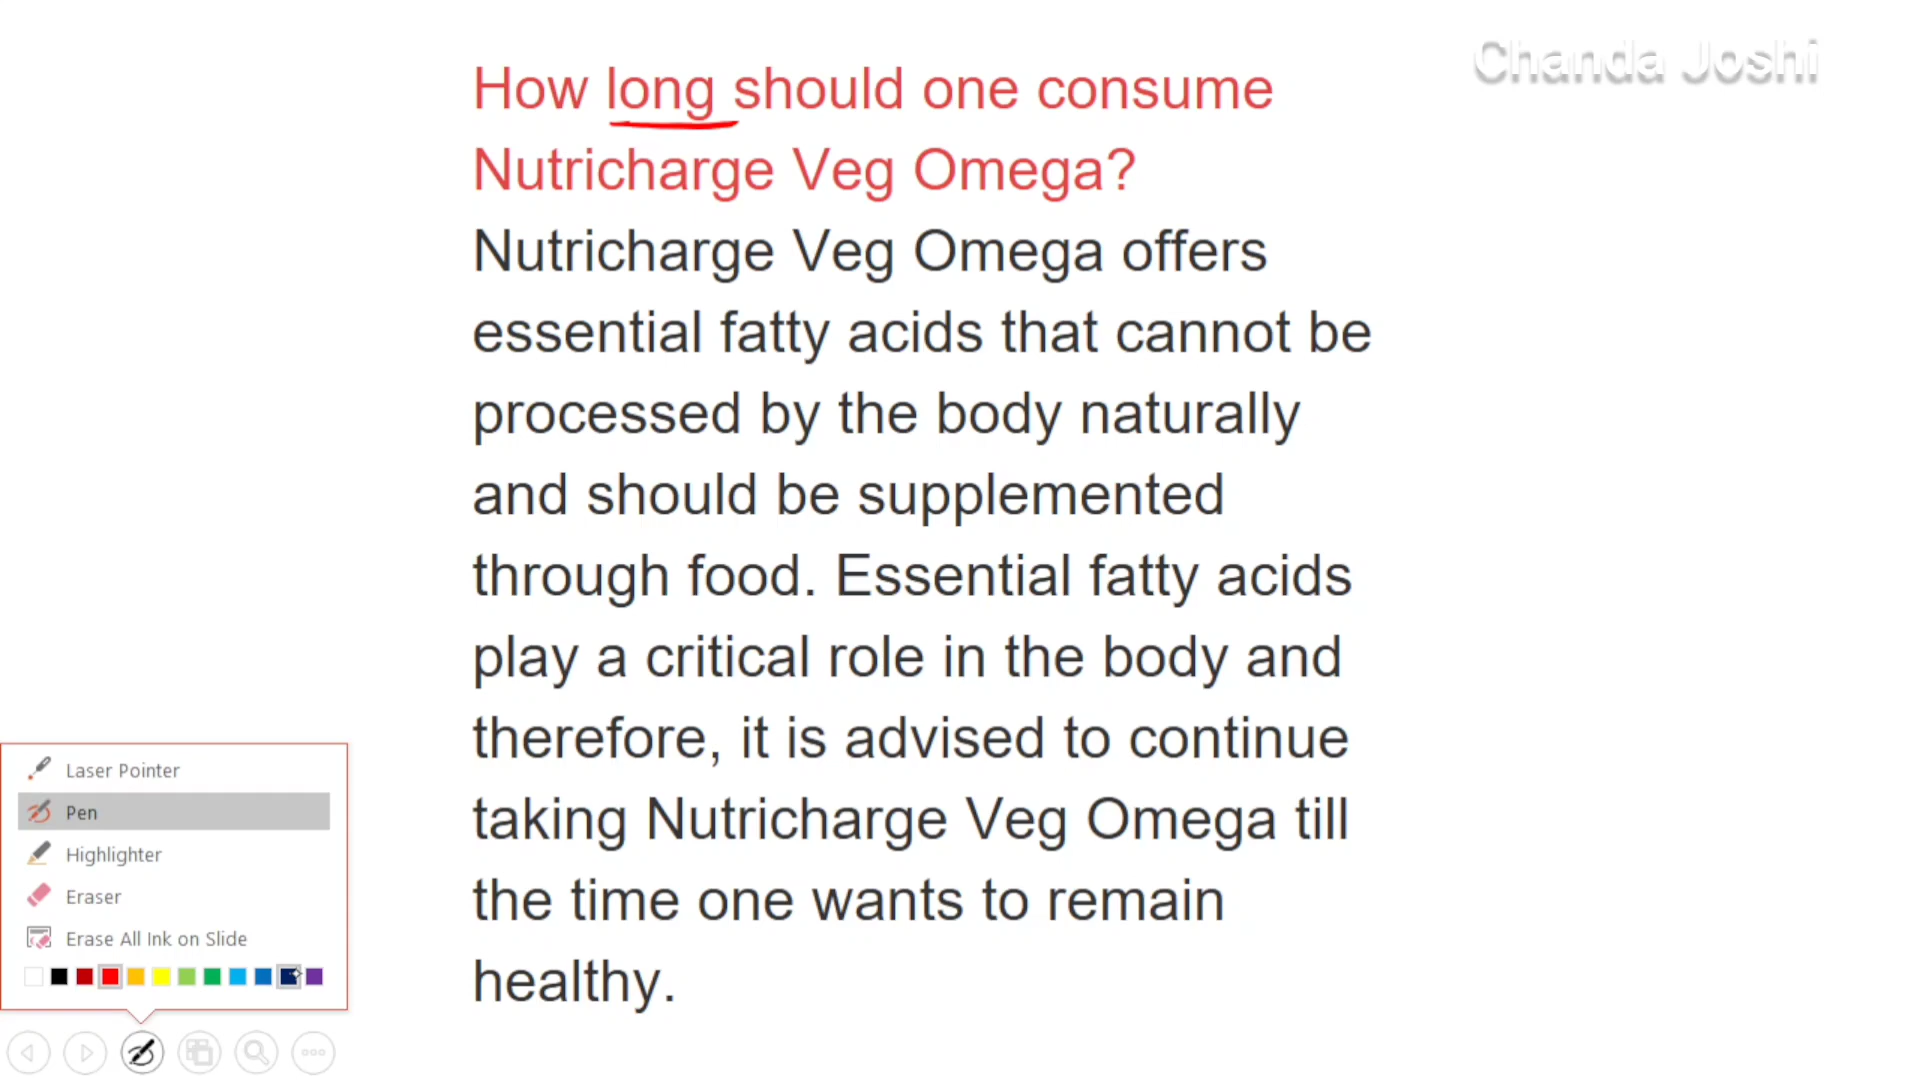 Chanda Joshi
How long should one consume
Nutricharge Veg Omega?
Nutricharge Veg Omega offers
essential fatty acids that cannot be
processed by the body naturally
and should be supplemented
through food. Essential fatty acids
play a critical role in the body and
therefore, it is advised to continue
taking Nutricharge Veg Omega till
the time one wants to remain
healthy.
Laser Pointer
Pen
Highlighter
Eraser
Erase All Ink on Slide